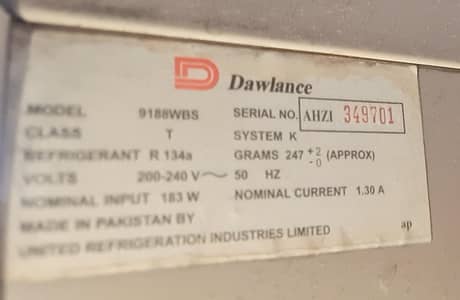 Dawlance
MODEL 9188WBS SERIAL NO. AHZI 349701
CLASS T SYSTEM K
REFRIGERANT R 134a GRAMS 247 +2 -0 (APPROX)
VOLTS 200-240 V~ 50 HZ
NOMINAL INPUT 183 W NOMINAL CURRENT 1.30 A
MADE IN PAKISTAN BY
UNITED REFRIGERATION INDUSTRIES LIMITED ap